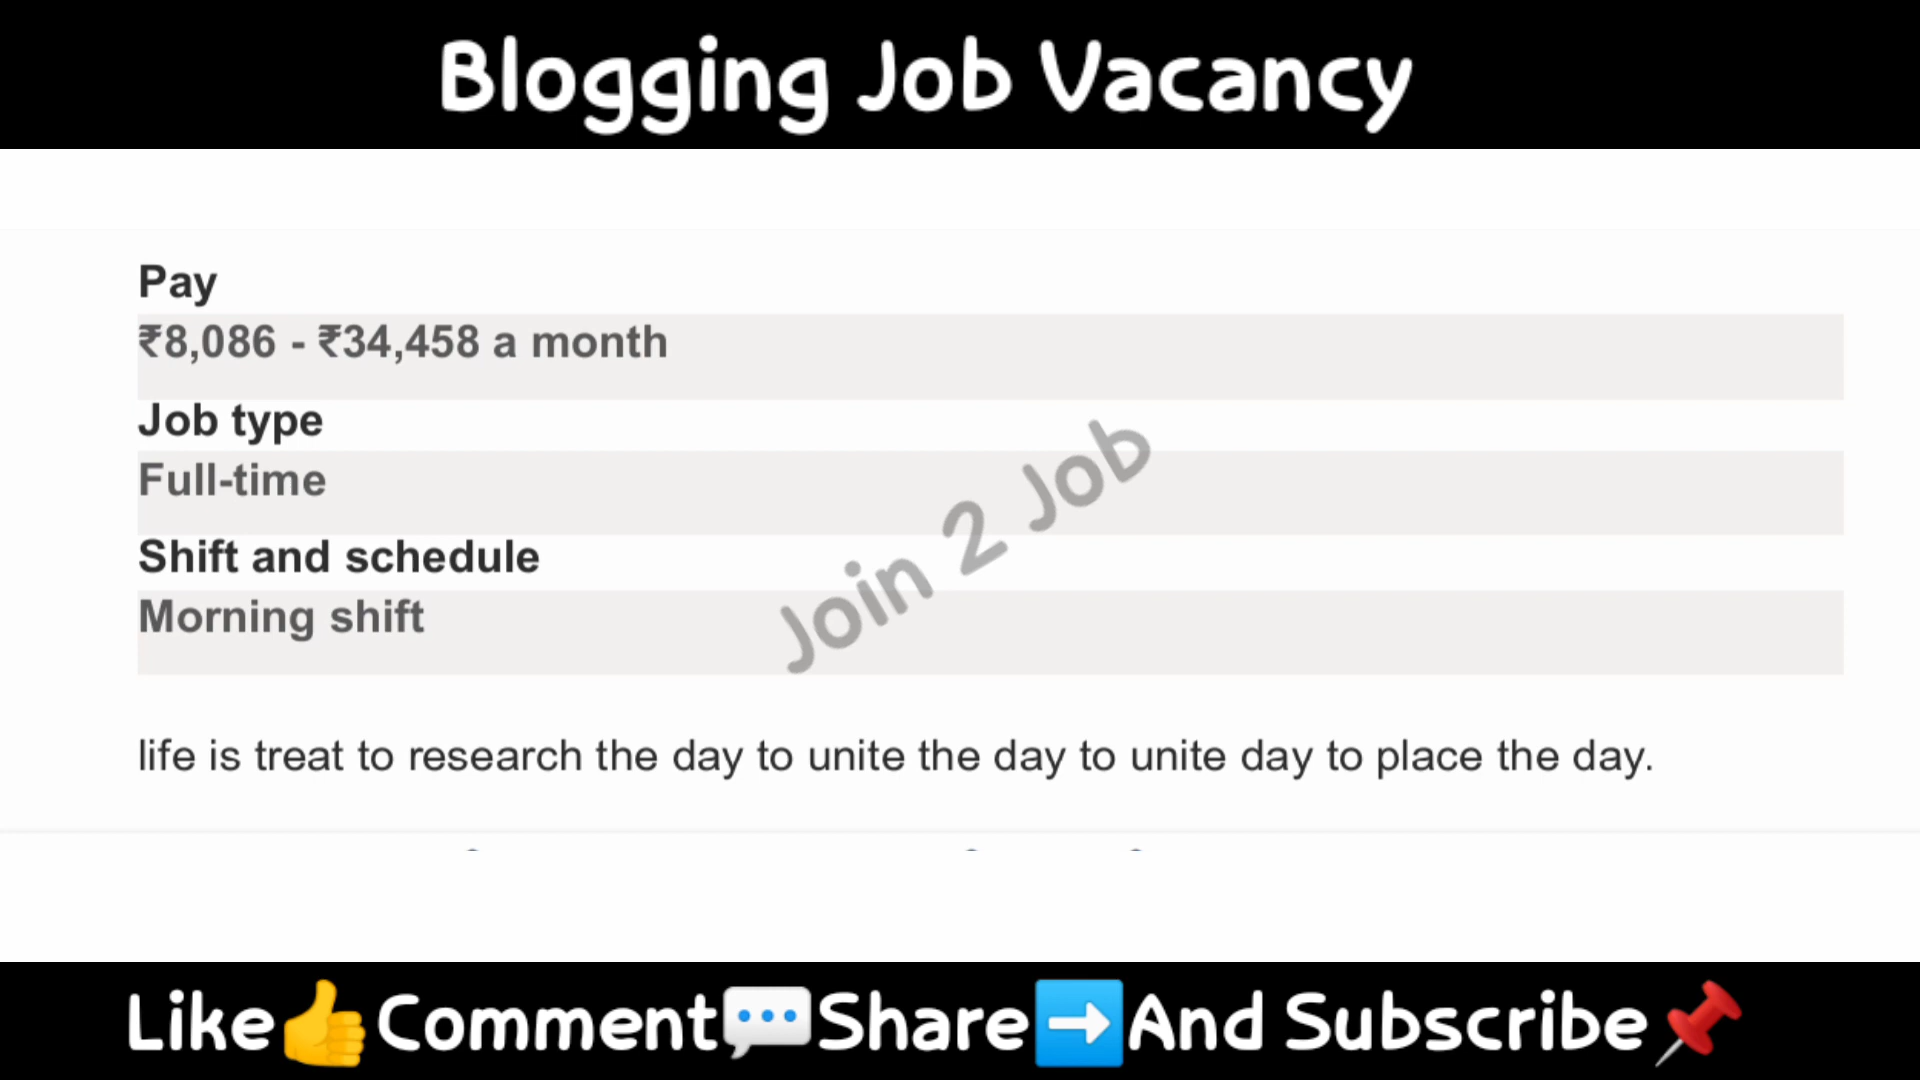 Blogging Job Vacancy
Pay
₹8,086 - ₹34,458 a month
Job type
Full-time
Shift and schedule
Morning shift
Join 2 Job
life is treat to research the day to unite the day to unite day to place the day.
Like👍Comment💬Share➡️And Subscribe📌